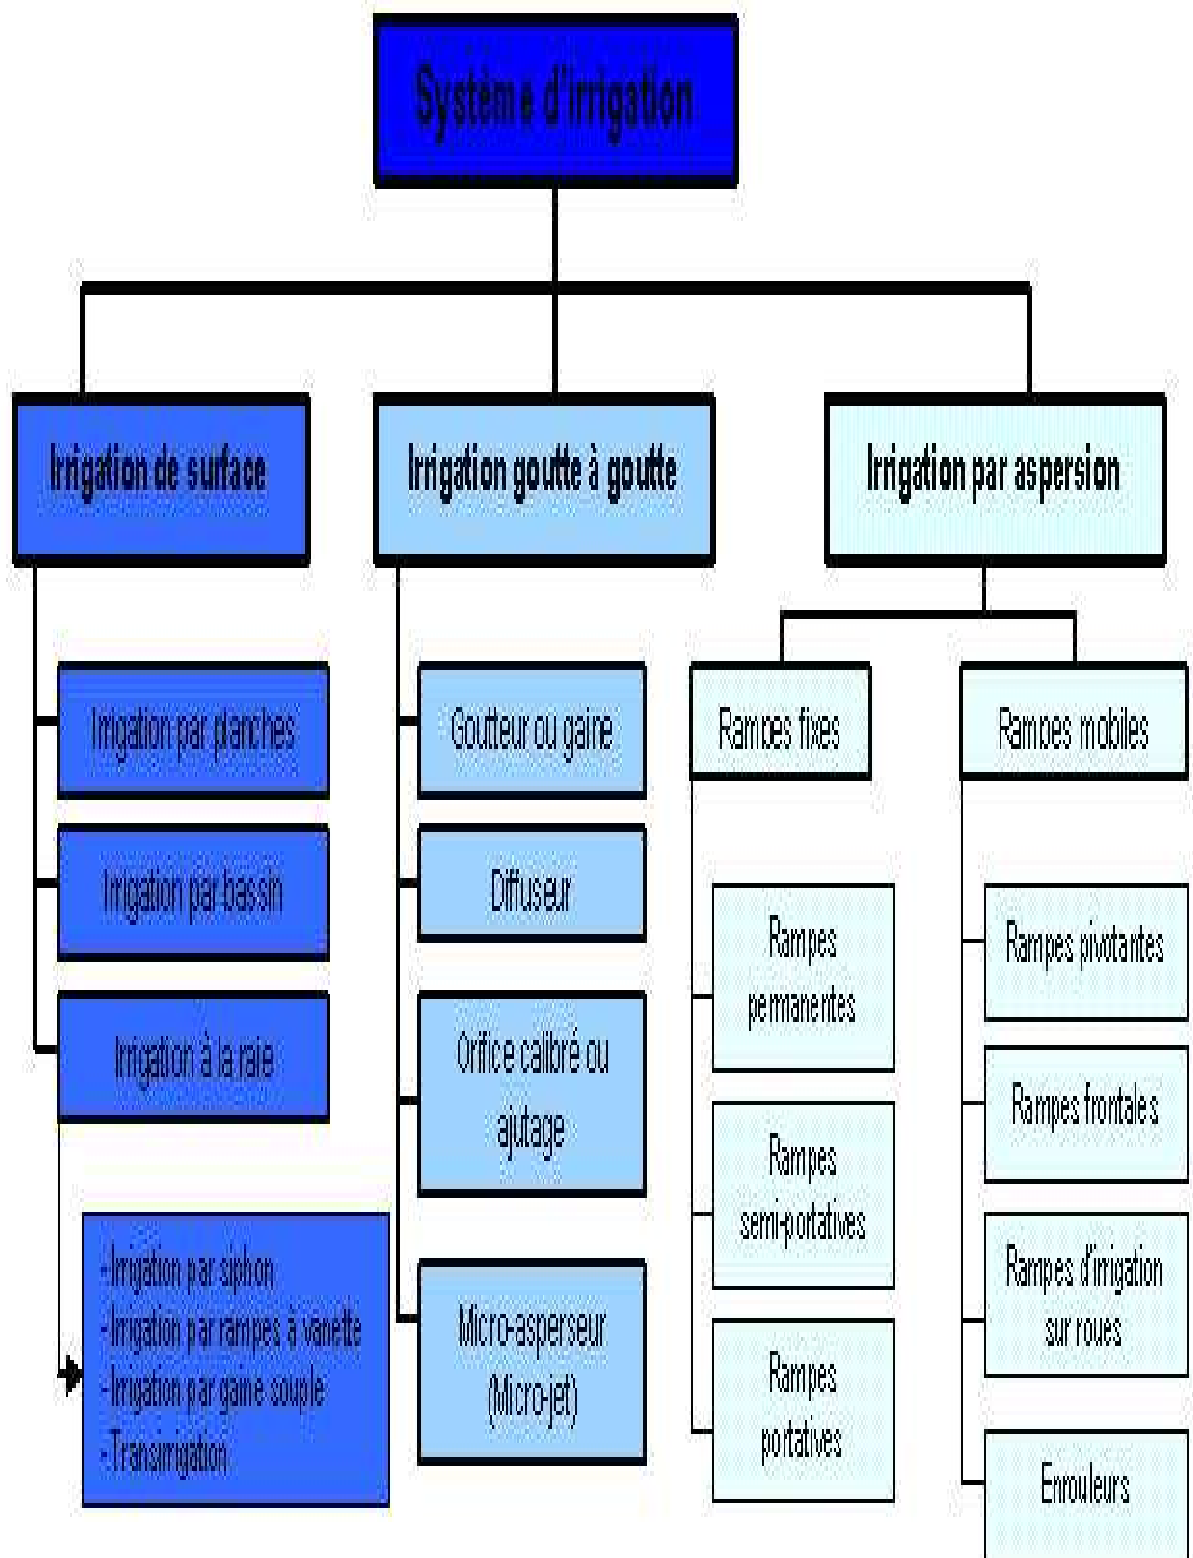 Système d'irrigation
Irrigation de surface
Irrigation goutte à goutte
Irrigation par aspersion
Irrigation par planches
Irrigation par bassin
Irrigation à la raie
-Irrigation par siphon
-Irrigation par rampes à vanette
-Irrigation par gaine souple
-Transirrigation
Goutteur ou gaine
Diffuseur
Orifice calibré ou
ajutage
Micro-asperseur
(Micro-jet)
Rampes fixes
Rampes
permanentes
Rampes
semi-portatives
Rampes
portatives
Rampes mobiles
Rampes pivotantes
Rampes frontales
Rampes d'irrigation
sur roues
Enrouleurs